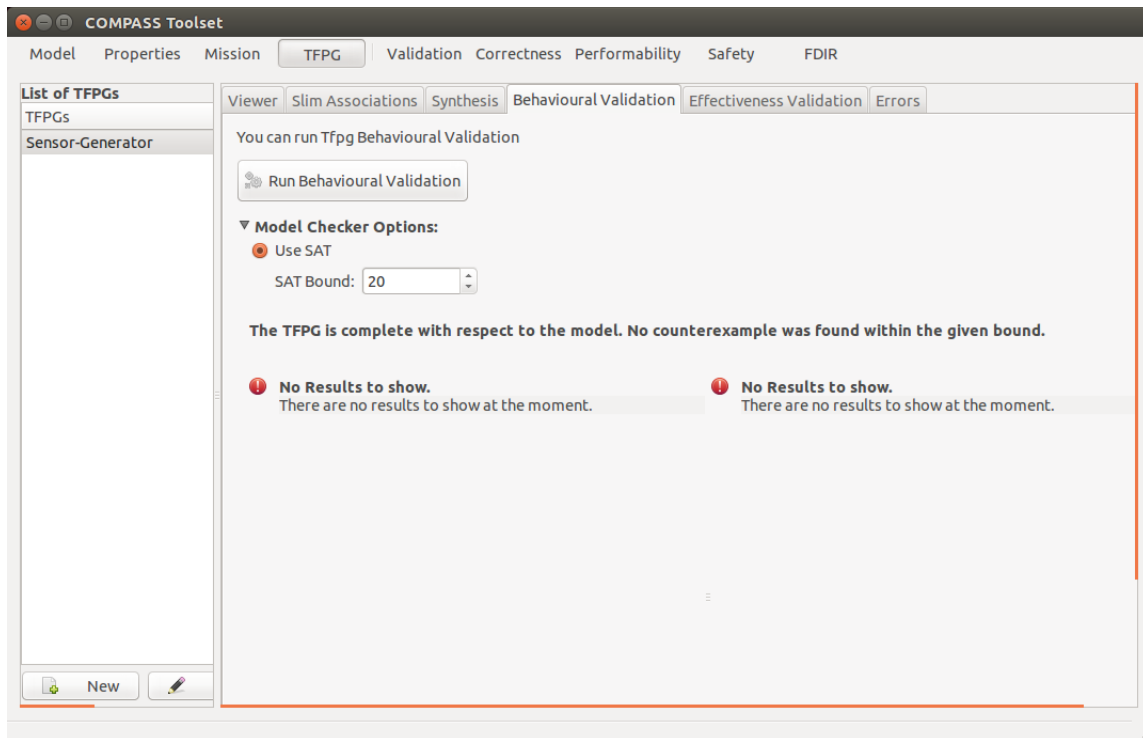 COMPASS Toolset
Model Properties Mission TFPG Validation Correctness Performability Safety FDIR
List of TFPGs
TFPGs
Sensor-Generator
Viewer Slim Associations Synthesis Behavioural Validation Effectiveness Validation Errors
You can run Tfpg Behavioural Validation
Run Behavioural Validation
Model Checker Options:
Use SAT
SAT Bound: 20
The TFPG is complete with respect to the model. No counterexample was found within the given bound.
No Results to show.
There are no results to show at the moment.
No Results to show.
There are no results to show at the moment.
New